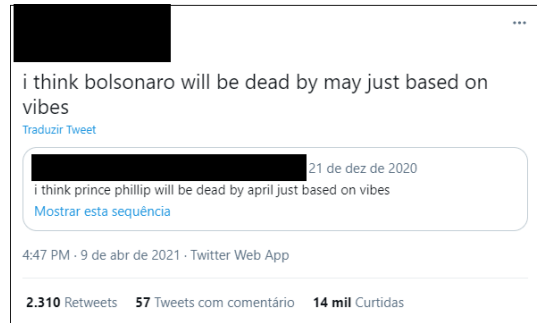 i think bolsonaro will be dead by may just based on
vibes
Traduzir Tweet
21 de dez de 2020
i think prince phillip will be dead by april just based on vibes
Mostrar esta sequência
4:47 PM · 9 de abr de 2021 · Twitter Web App
2.310 Retweets 57 Tweets com comentário 14 mil Curtidas